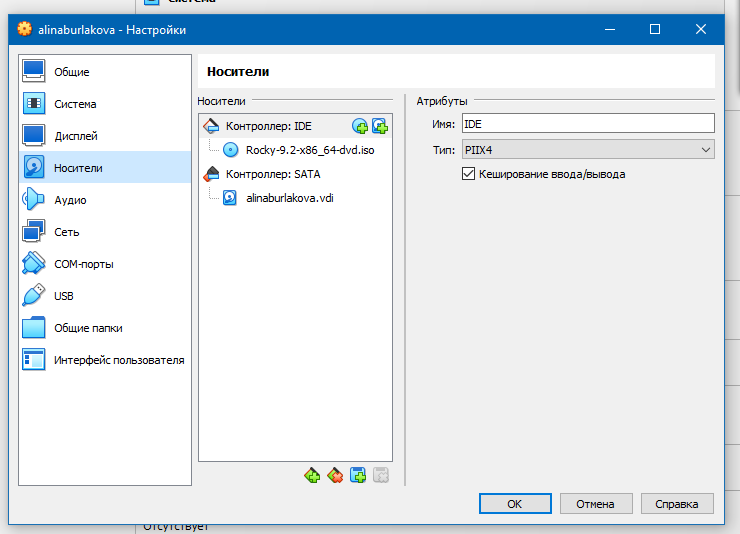 Система
alinaburlakova - Настройки
Общие
Система
Дисплей
Носители
Аудио
Сеть
COM-порты
USB
Общие папки
Интерфейс пользователя
Носители
Носители
Контроллер: IDE
Rocky-9.2-x86_64-dvd.iso
Контроллер: SATA
alinaburlakova.vdi
Атрибуты
Имя: IDE
Тип: PIIX4
Кеширование ввода/вывода
OK Отмена Справка
Отсутствует